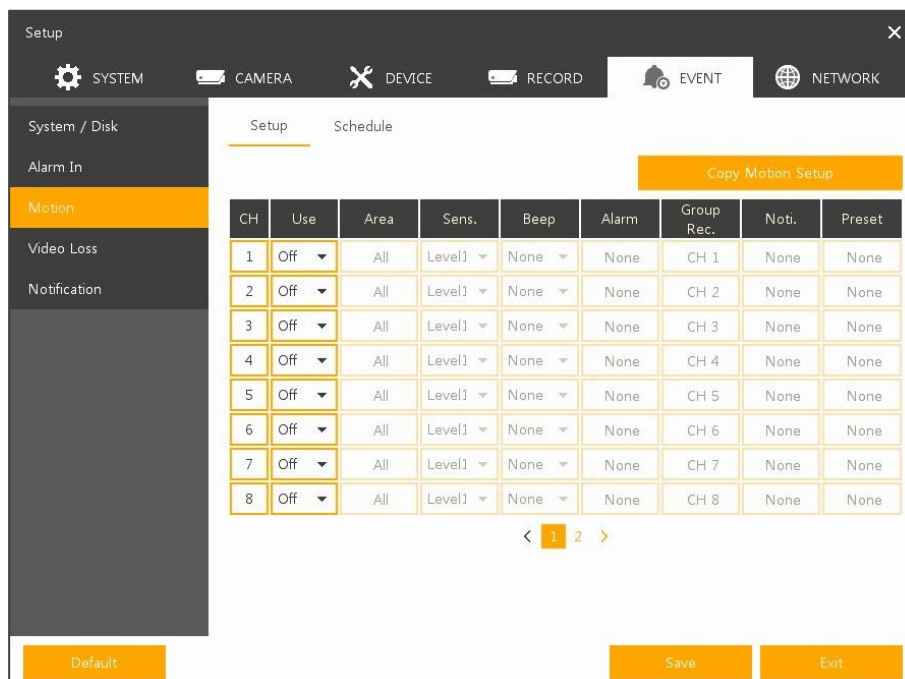 Setup
SYSTEM CAMERA DEVICE RECORD EVENT NETWORK
System / Disk
Alarm In
Motion
Video Loss
Notification
Setup Schedule
Copy Motion Setup
CH Use Area Sens. Beep Alarm Group Rec. Noti. Preset
1 Off All Level1 None None CH 1 None None
2 Off All Level1 None None CH 2 None None
3 Off All Level1 None None CH 3 None None
4 Off All Level1 None None CH 4 None None
5 Off All Level1 None None CH 5 None None
6 Off All Level1 None None CH 6 None None
7 Off All Level1 None None CH 7 None None
8 Off All Level1 None None CH 8 None None
< 1 2 >
Default Save Exit